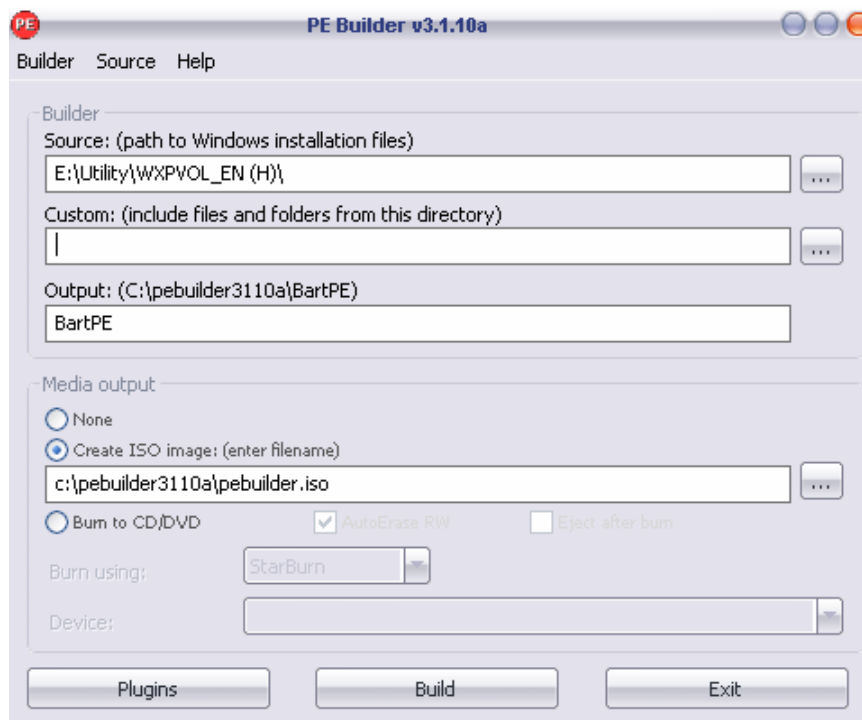 PE
PE Builder v3.1.10a
Builder Source Help
Builder
Source: (path to Windows installation files)
E:\Utility\WXPVOL_EN (H)\
...
Custom: (include files and folders from this directory)
...
Output: (C:\pebuilder3110a\BartPE)
BartPE
Media output
None
Create ISO image: (enter filename)
c:\pebuilder3110a\pebuilder.iso
...
Burn to CD/DVD AutoErase RW Eject after burn
Burn using: StarBurn
Device:
Plugins Build Exit